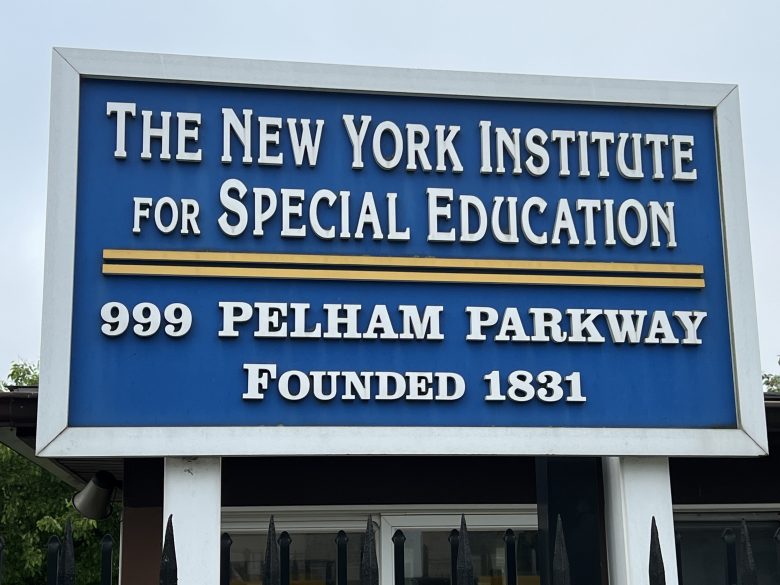 THE NEW YORK INSTITUTE
FOR SPECIAL EDUCATION
999 PELHAM PARKWAY
FOUNDED 1831